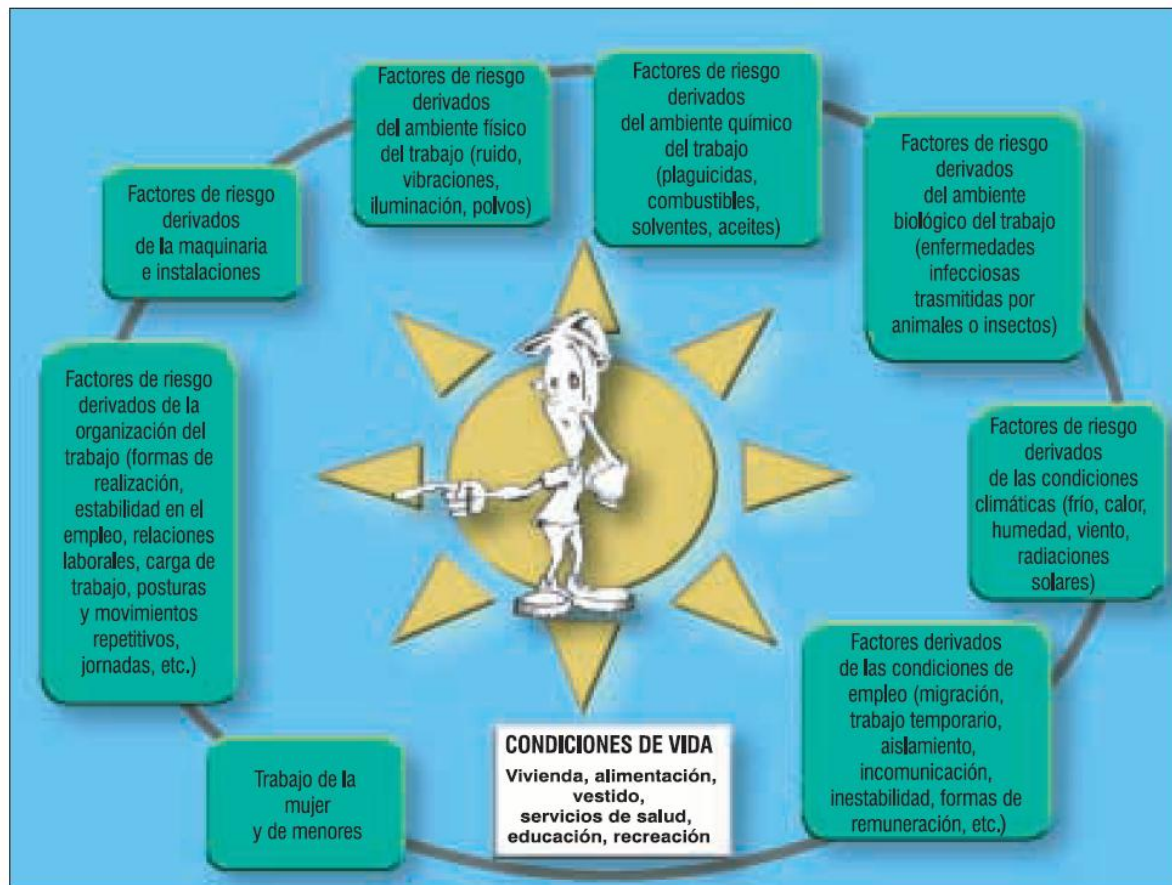 Factores de riesgo
derivados
del ambiente físico
del trabajo (ruido,
vibraciones,
iluminación, polvos)
Factores de riesgo
derivados
del ambiente químico
del trabajo
(plaguicidas,
combustibles,
solventes, aceites)
Factores de riesgo
derivados
del ambiente
biológico del trabajo
(enfermedades
infecciosas
trasmitidas por
animales o insectos)
Factores de riesgo
derivados
de las condiciones
climáticas (frío, calor,
humedad, viento,
radiaciones
solares)
Factores derivados
de las condiciones de
empleo (migración,
trabajo temporario,
aislamiento,
incomunicación,
inestabilidad, formas de
remuneración, etc.)
CONDICIONES DE VIDA
Vivienda, alimentación,
vestido,
servicios de salud,
educación, recreación
Trabajo de la
mujer
y de menores
Factores de riesgo
derivados de la
organización del
trabajo (formas de
realización,
estabilidad en el
empleo, relaciones
laborales, carga de
trabajo, posturas
y movimientos
repetitivos,
jornadas, etc.)
Factores de riesgo
derivados
de la maquinaria
e instalaciones